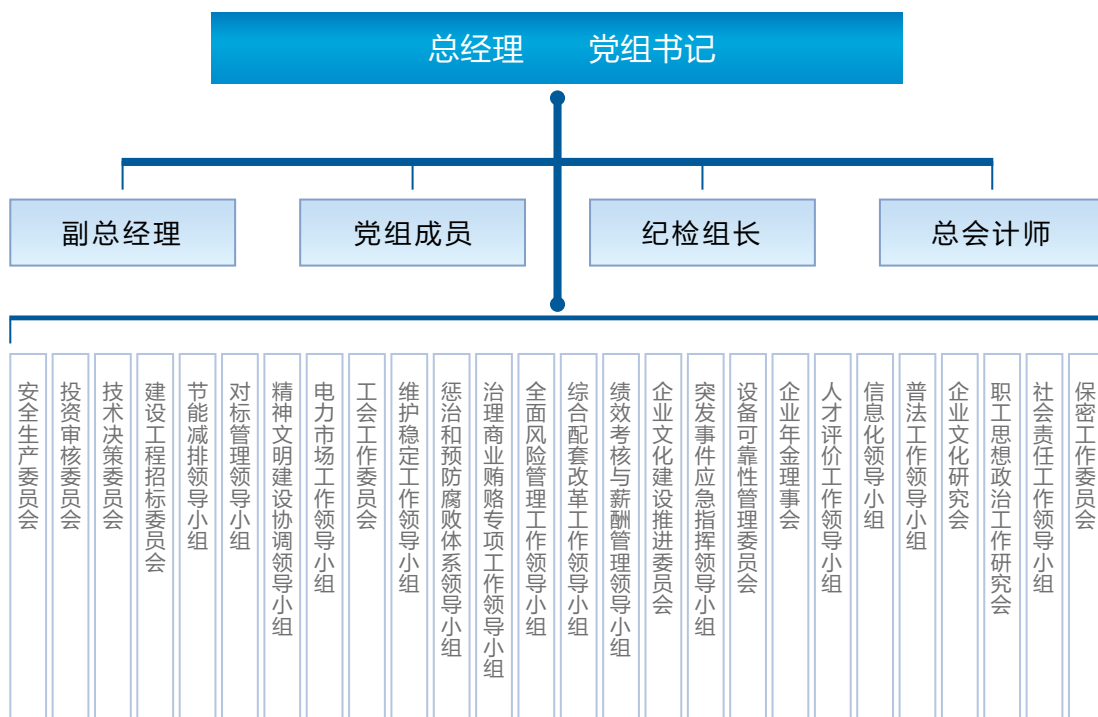 总经理 党组书记
副总经理
党组成员
纪检组长
总会计师
安全生产委员会
投资审核委员会
技术决策委员会
建设工程招标委员会
节能减排领导小组
对标管理领导小组
精神文明建设协调领导小组
电力市场工作领导小组
工会工作委员会
维护稳定工作领导小组
惩治和预防腐败体系领导小组
治理商业贿赂专项工作领导小组
全面风险管理工作领导小组
综合配套改革工作领导小组
绩效考核与薪酬管理领导小组
企业文化建设推进委员会
突发事件应急指挥领导小组
设备可靠性管理委员会
企业年金理事会
人才评价工作领导小组
信息化领导小组
普法工作领导小组
企业文化研究会
职工思想政治工作研究会
社会责任工作领导小组
保密工作委员会